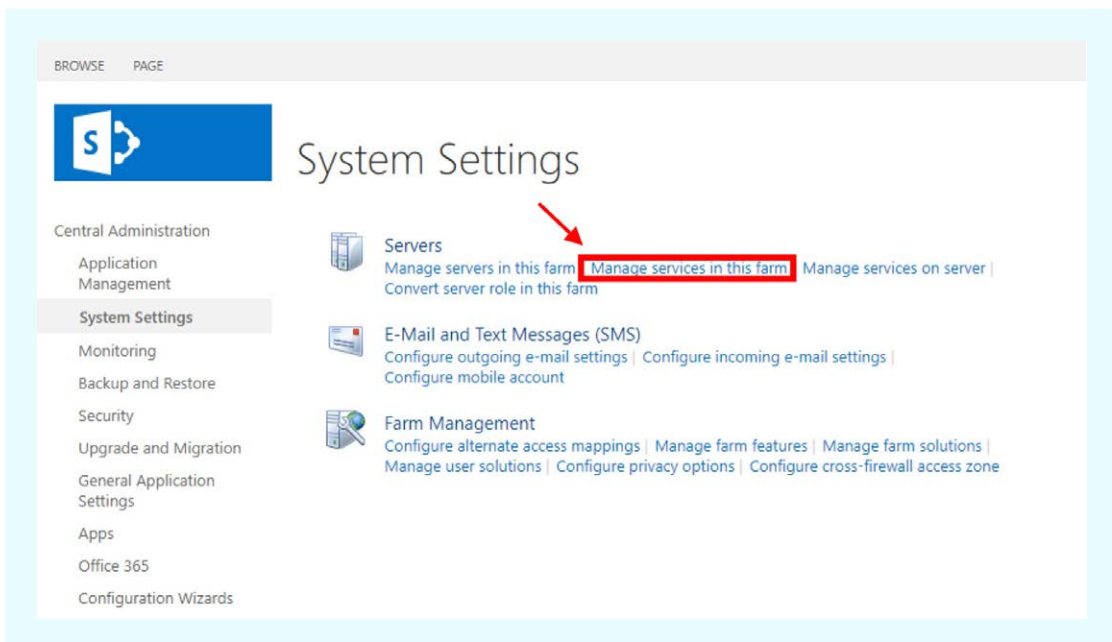 BROWSE PAGE
S
System Settings
Central Administration
Application
Management
System Settings
Monitoring
Backup and Restore
Security
Upgrade and Migration
General Application
Settings
Apps
Office 365
Configuration Wizards
Servers
Manage servers in this farm | Manage services in this farm | Manage services on server |
Convert server role in this farm
E-Mail and Text Messages (SMS)
Configure outgoing e-mail settings | Configure incoming e-mail settings |
Configure mobile account
Farm Management
Configure alternate access mappings | Manage farm features | Manage farm solutions |
Manage user solutions | Configure privacy options | Configure cross-firewall access zone